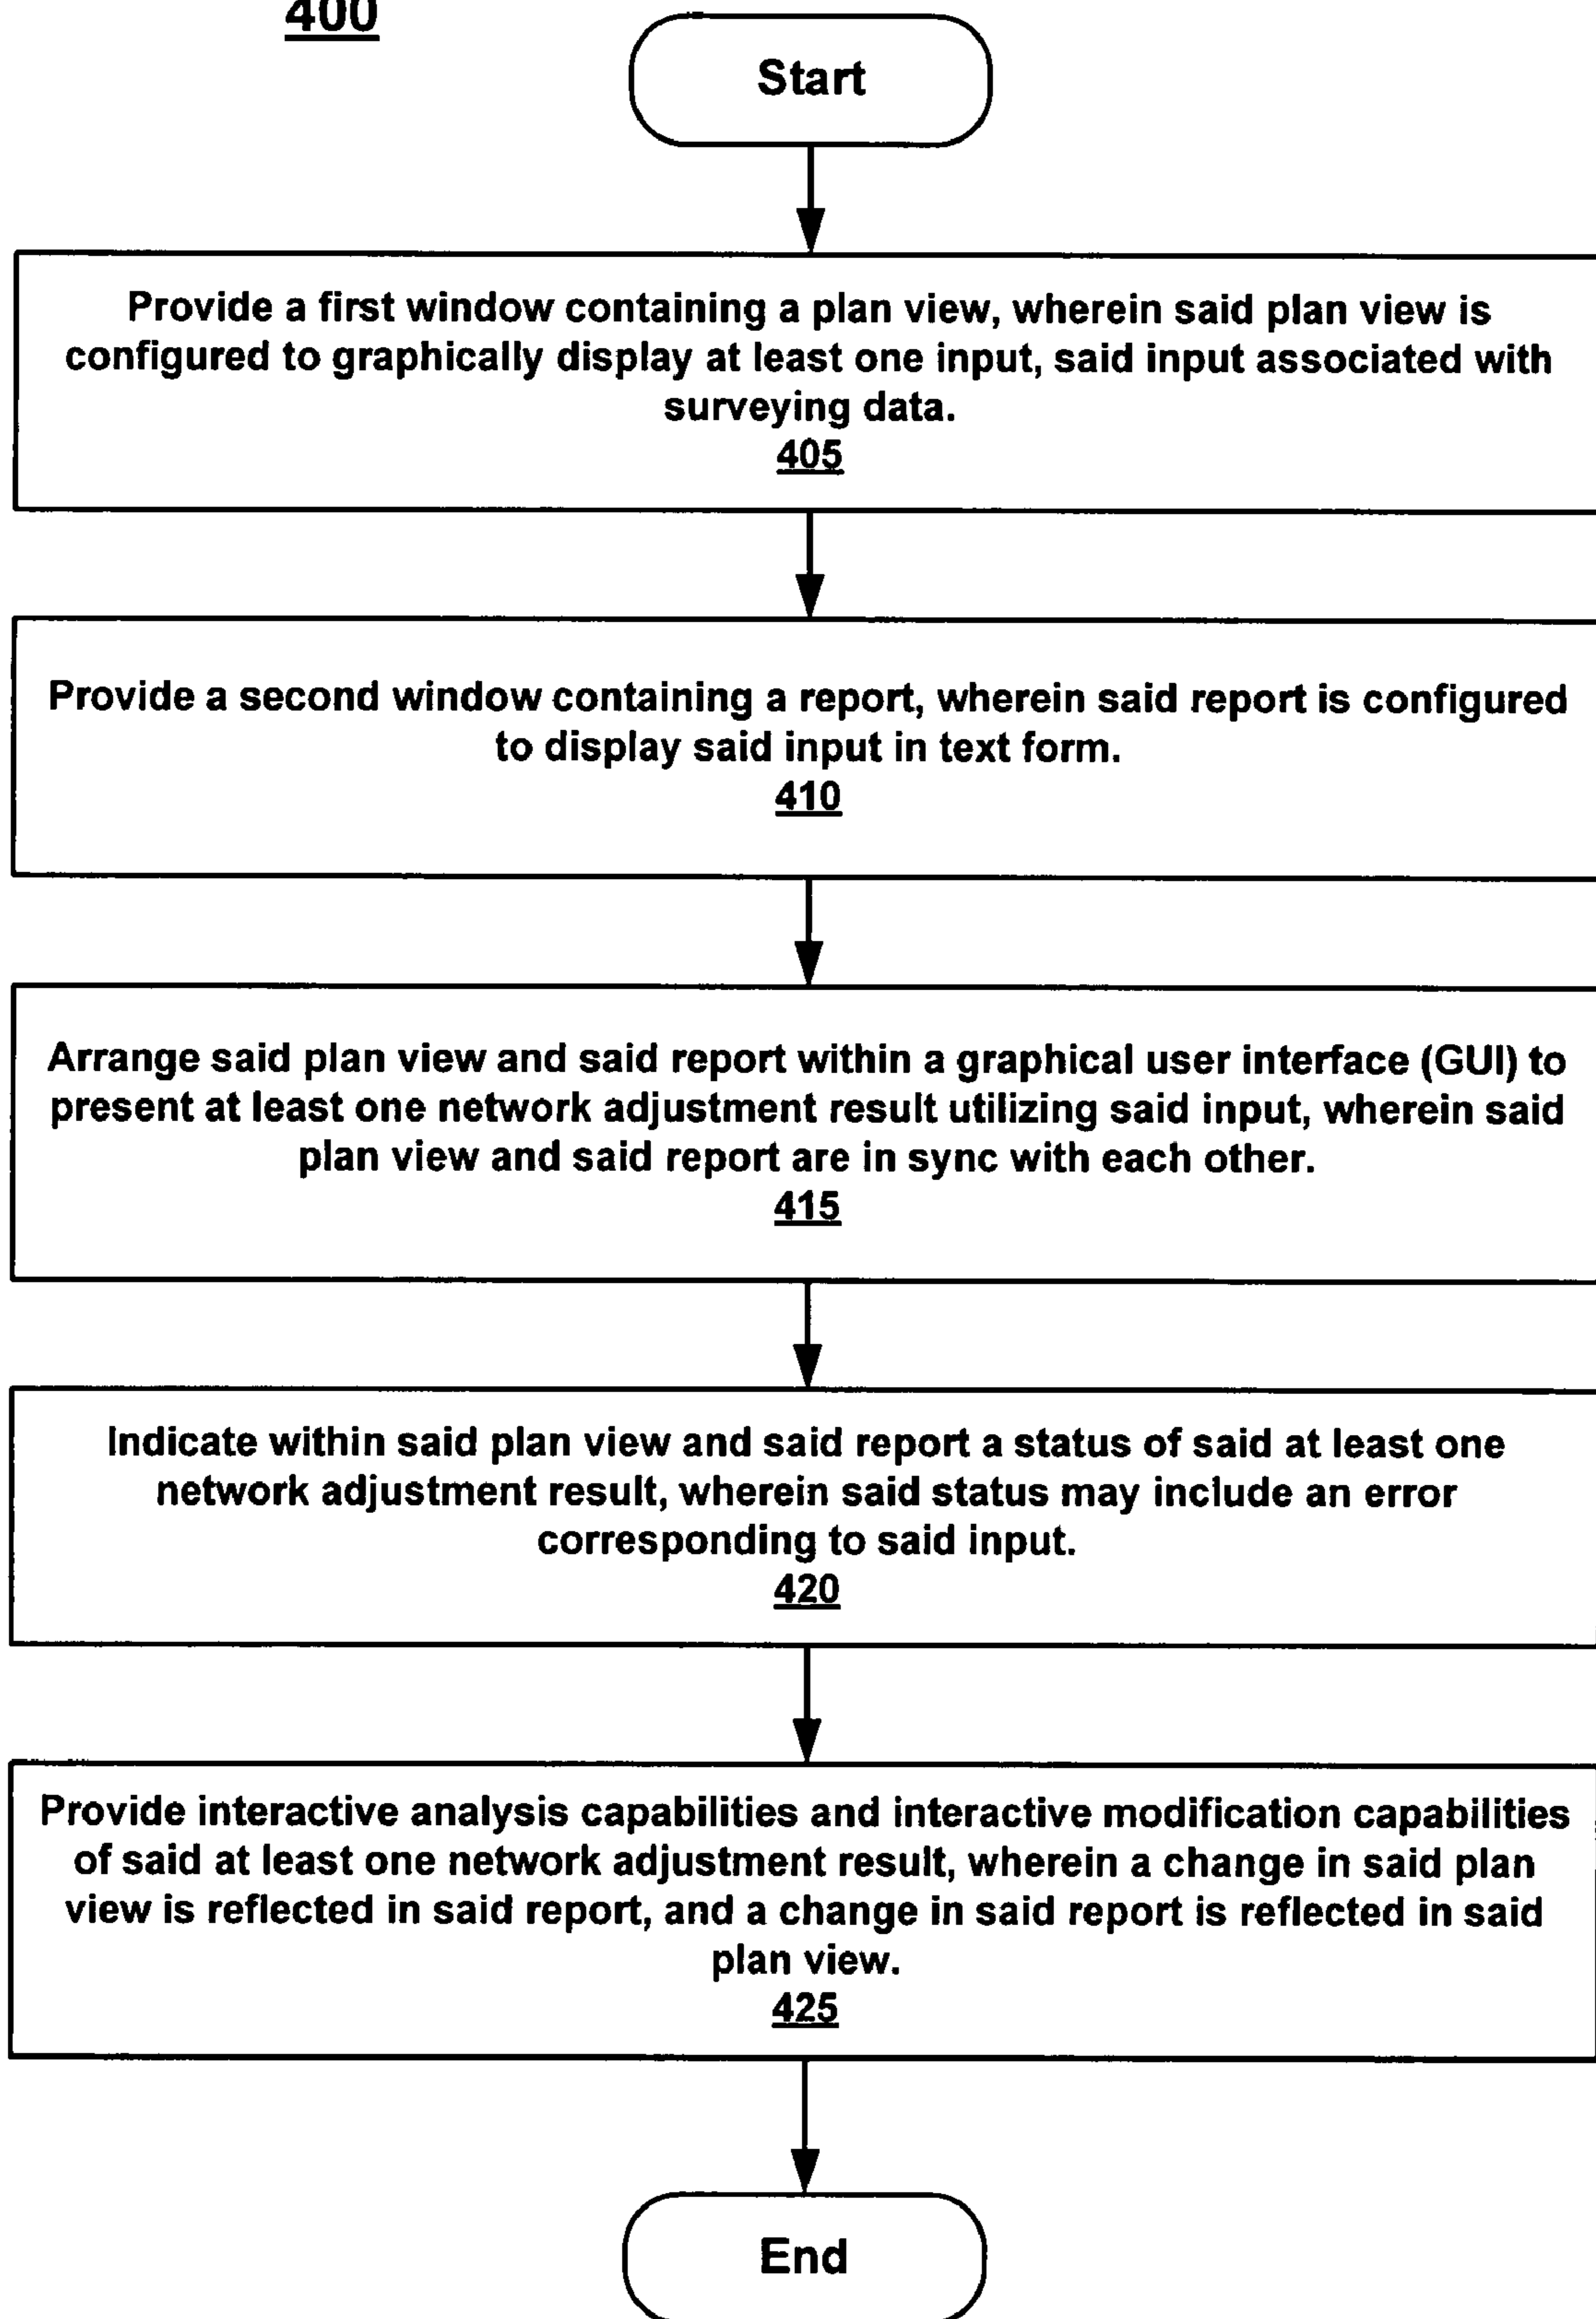 400
Start
Provide a first window containing a plan view, wherein said plan view is
configured to graphically display at least one input, said input associated with
surveying data.
405
Provide a second window containing a report, wherein said report is configured
to display said input in text form.
410
Arrange said plan view and said report within a graphical user interface (GUI) to
present at least one network adjustment result utilizing said input, wherein said
plan view and said report are in sync with each other.
415
Indicate within said plan view and said report a status of said at least one
network adjustment result, wherein said status may include an error
corresponding to said input.
420
Provide interactive analysis capabilities and interactive modification capabilities
of said at least one network adjustment result, wherein a change in said plan
view is reflected in said report, and a change in said report is reflected in said
plan view.
425
End